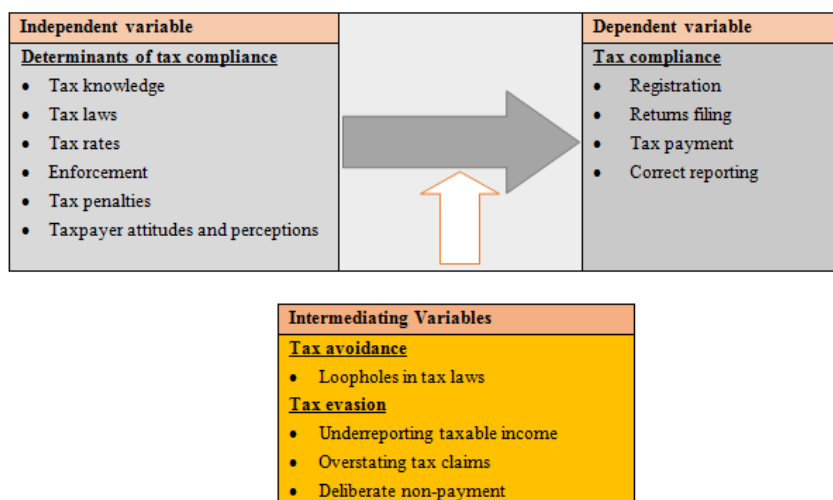 Independent variable
Determinants of tax compliance
• Tax knowledge
• Tax laws
• Tax rates
• Enforcement
• Tax penalties
• Taxpayer attitudes and perceptions
Dependent variable
Tax compliance
• Registration
• Returns filing
• Tax payment
• Correct reporting
Intermediating Variables
Tax avoidance
• Loopholes in tax laws
Tax evasion
• Underreporting taxable income
• Overstating tax claims
• Deliberate non-payment